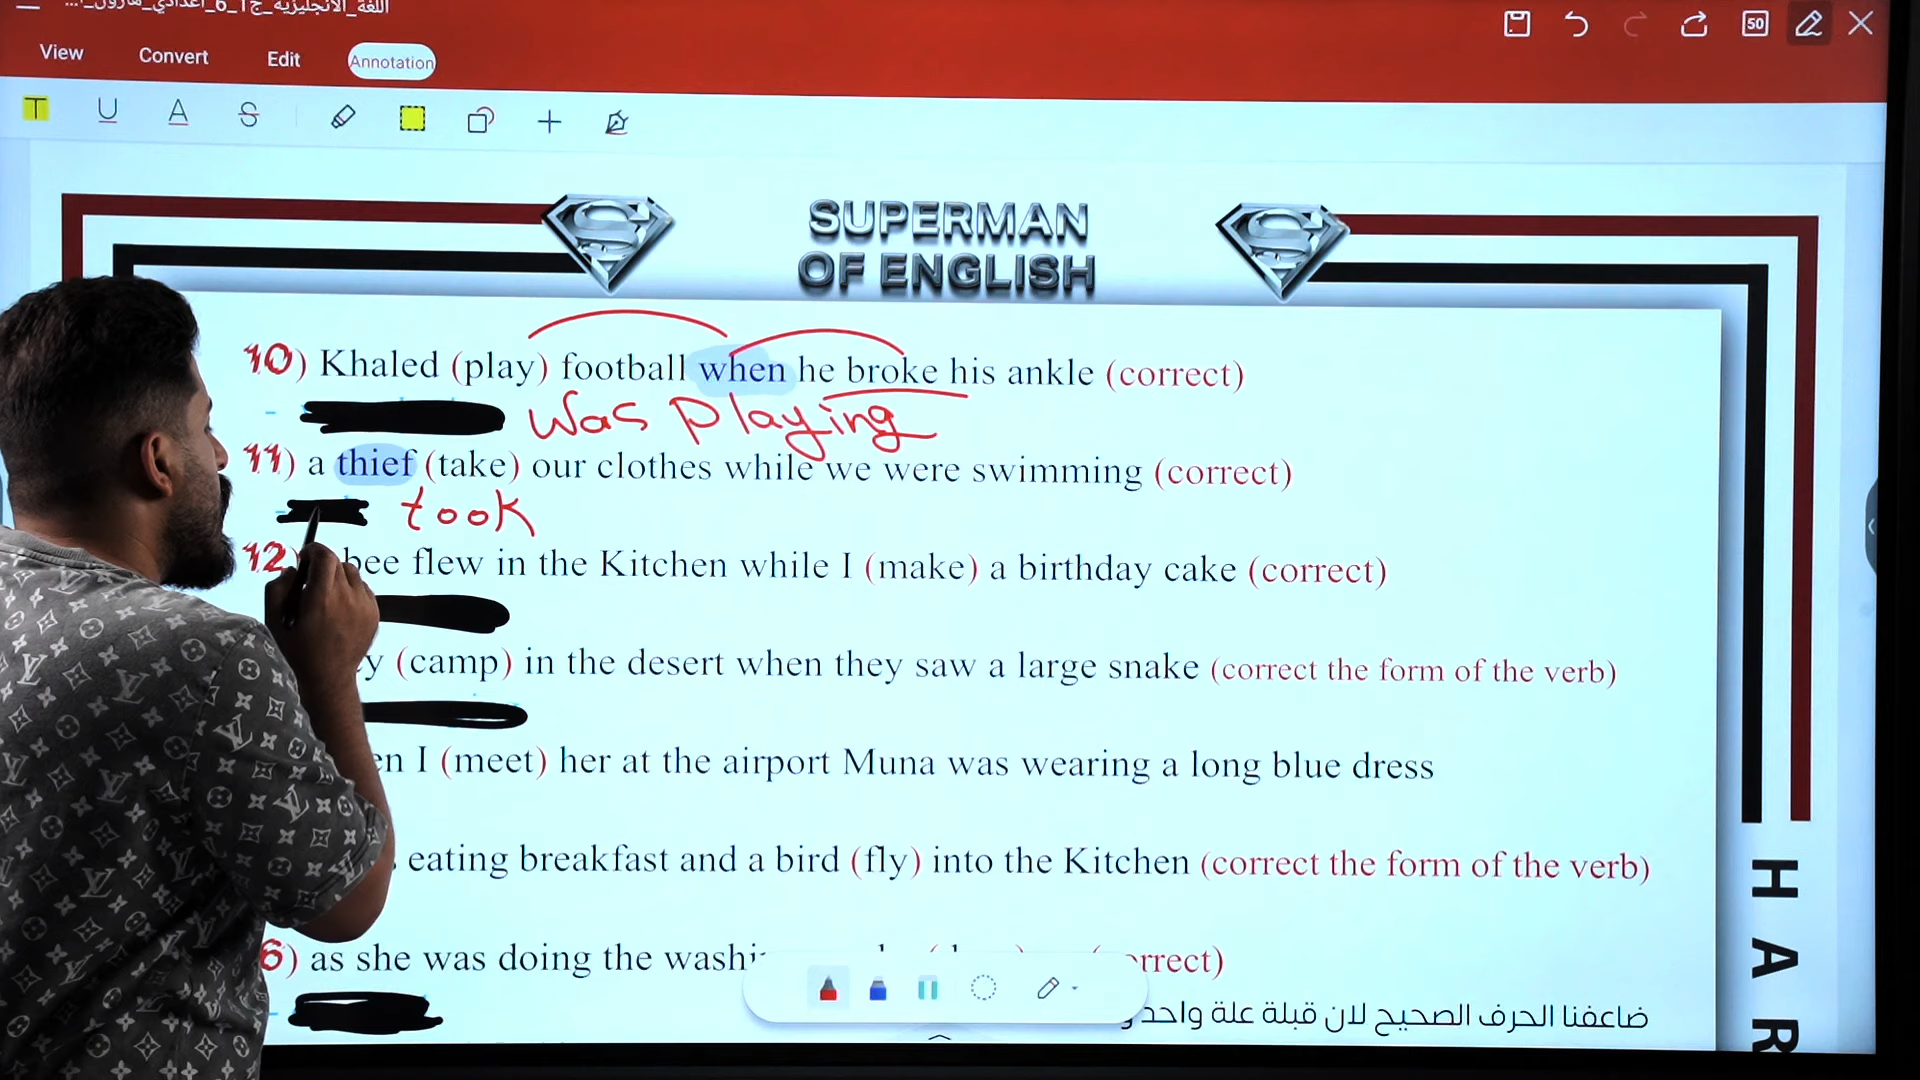 View Convert Edit Annotation
50
T U A S
SUPERMAN
OF ENGLISH
10) Khaled (play) football when he broke his ankle (correct)
- was playing
11) a thief (take) our clothes while we were swimming (correct)
- took
12) bee flew in the Kitchen while I (make) a birthday cake (correct)
(camp) in the desert when they saw a large snake (correct the form of the verb)
I (meet) her at the airport Muna was wearing a long blue dress
eating breakfast and a bird (fly) into the Kitchen (correct the form of the verb)
6) as she was doing the
ضاعفنا الحرف الصحيح لان قبلة علة واحد
HAR